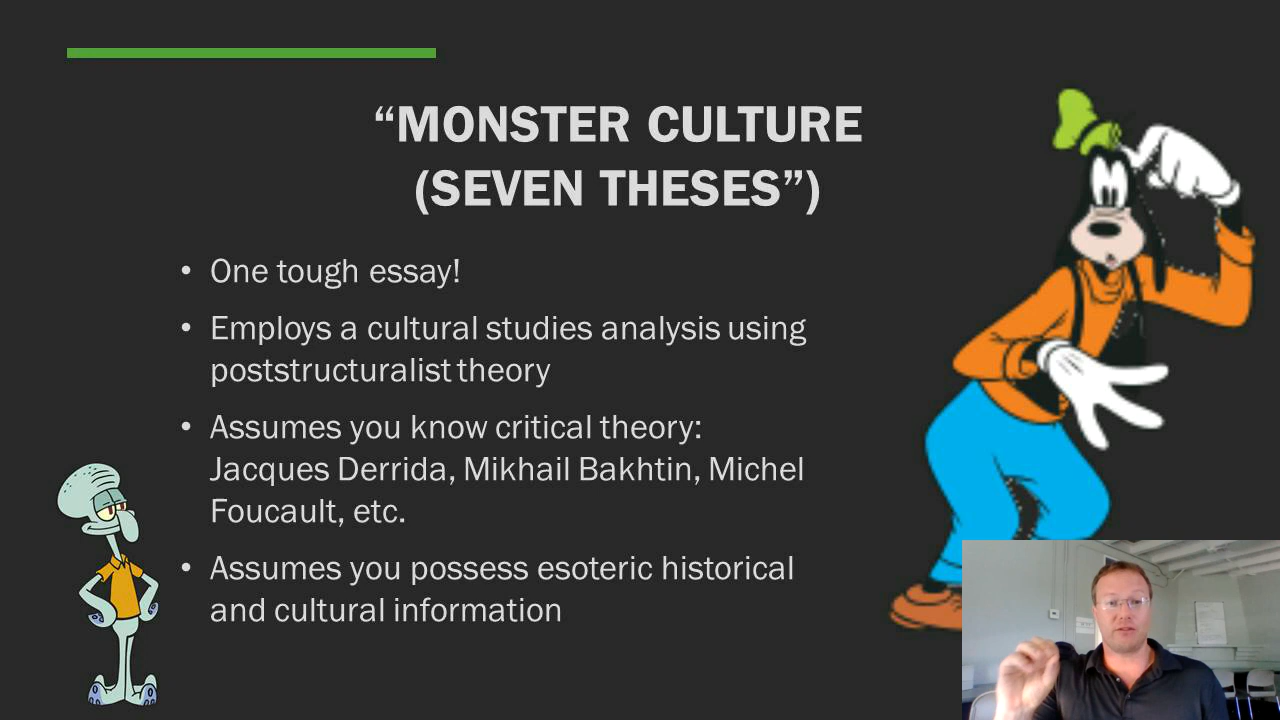 “MONSTER CULTURE
(SEVEN THESES”)
• One tough essay!
• Employs a cultural studies analysis using
poststructuralist theory
• Assumes you know critical theory:
Jacques Derrida, Mikhail Bakhtin, Michel
Foucault, etc.
• Assumes you possess esoteric historical
and cultural information